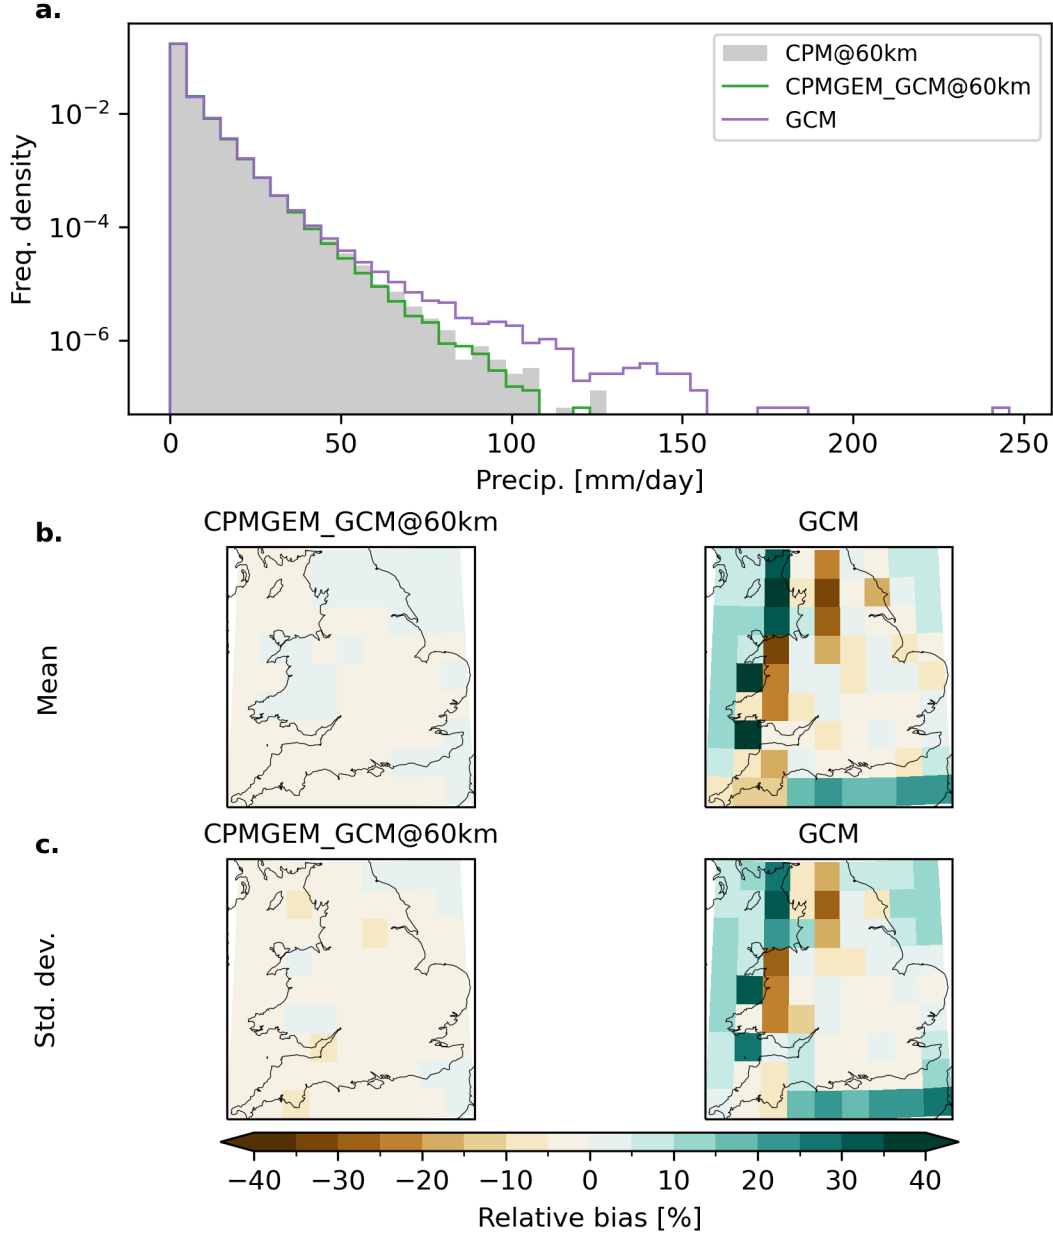 a.
Freq. density
10⁻²
10⁻⁴
10⁻⁶
CPM@60km
CPMGEM_GCM@60km
GCM
0 50 100 150 200 250
Precip. [mm/day]
b.
CPMGEM_GCM@60km GCM
Mean
c.
CPMGEM_GCM@60km GCM
Std. dev.
−40 −30 −20 −10 0 10 20 30 40
Relative bias [%]